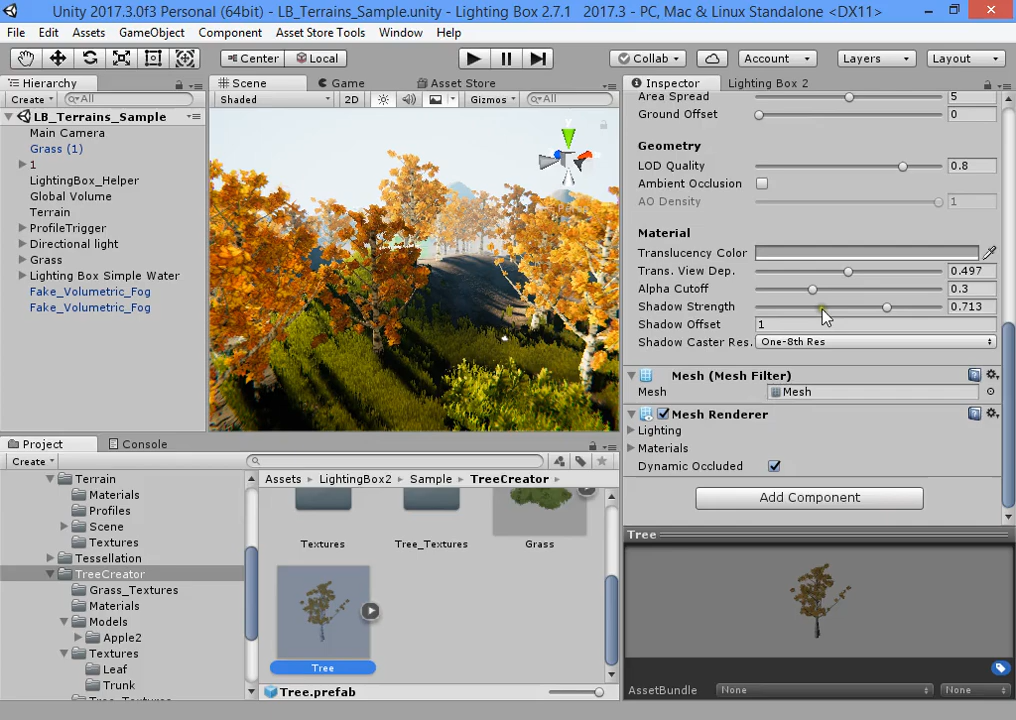 Unity 2017.3.0f3 Personal (64bit) - LB_Terrains_Sample.unity - Lighting Box 2.7.1 2017.3 - PC, Mac & Linux Standalone <DX11>
File Edit Assets GameObject Component Asset Store Tools Window Help
Center Local Collab Account Layers Layout
Hierarchy
Create All
LB_Terrains_Sample
Main Camera
Grass (1)
1
LightingBox_Helper
Global Volume
Terrain
ProfileTrigger
Directional light
Grass
Lighting Box Simple Water
Fake_Volumetric_Fog
Fake_Volumetric_Fog
Scene Game Asset Store
Shaded 2D Gizmos All
y
Inspector Lighting Box 2
Area Spread 5
Ground Offset 0
Geometry
LOD Quality 0.8
Ambient Occlusion
AO Density 1
Material
Translucency Color
Trans. View Dep. 0.497
Alpha Cutoff 0.3
Shadow Strength 0.713
Shadow Offset 1
Shadow Caster Res. One-8th Res
Mesh (Mesh Filter)
Mesh Mesh
Mesh Renderer
Lighting
Materials
Dynamic Occluded
Add Component
Tree
AssetBundle None None
Project Console
Create
Terrain
Materials
Profiles
Scene
Textures
Tessellation
TreeCreator
Grass_Textures
Materials
Models
Apple2
Textures
Leaf
Trunk
Tree_Textures
Assets LightingBox2 Sample TreeCreator
Textures Tree_Textures Grass
Tree
Tree.prefab